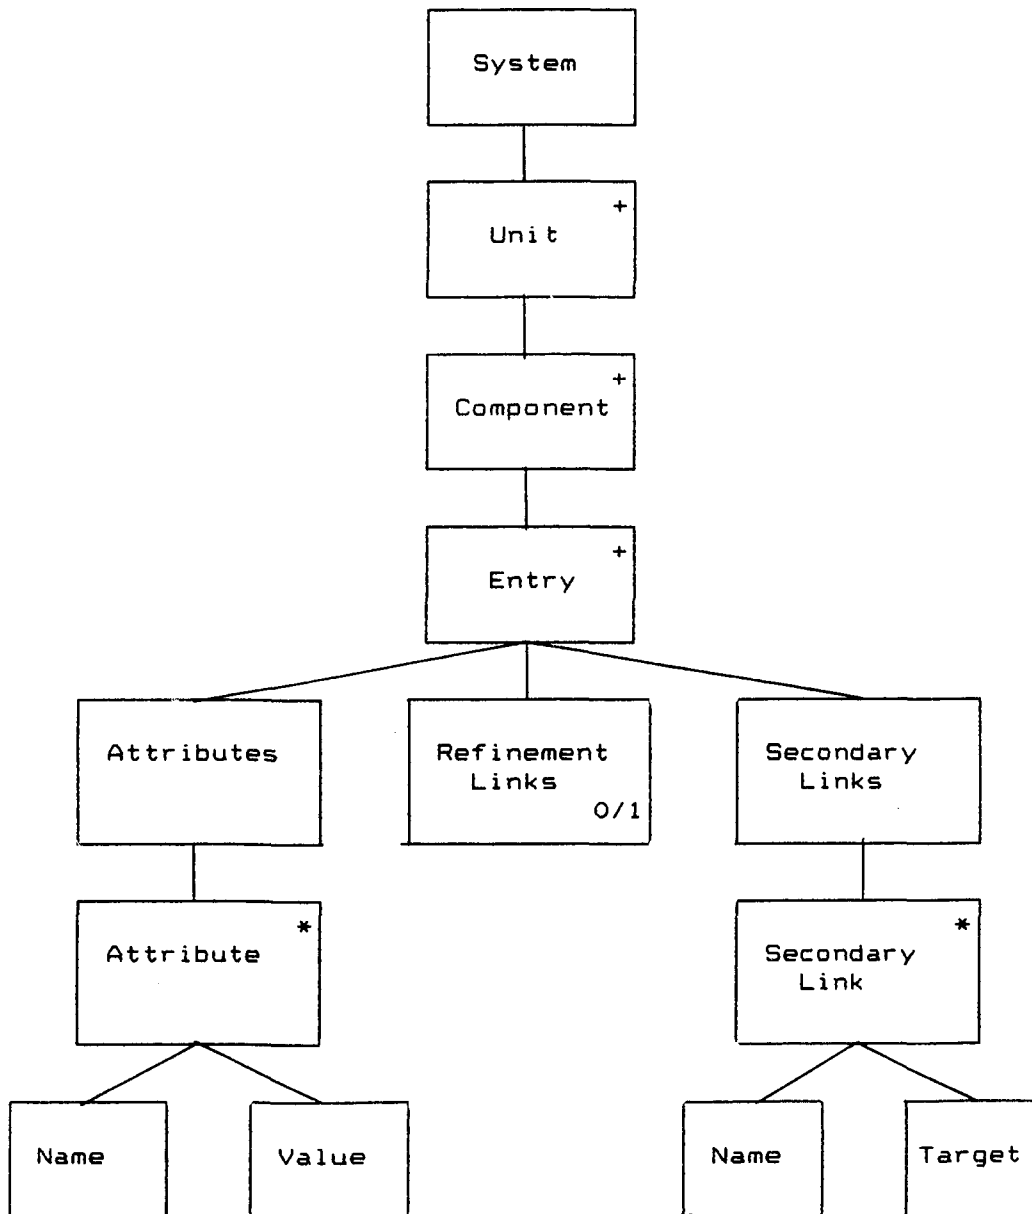 System
+
Unit
+
Component
+
Entry
Attributes
Refinement
Links
0/1
Secondary
Links
*
Attribute
*
Secondary
Link
Name
Value
Name
Target